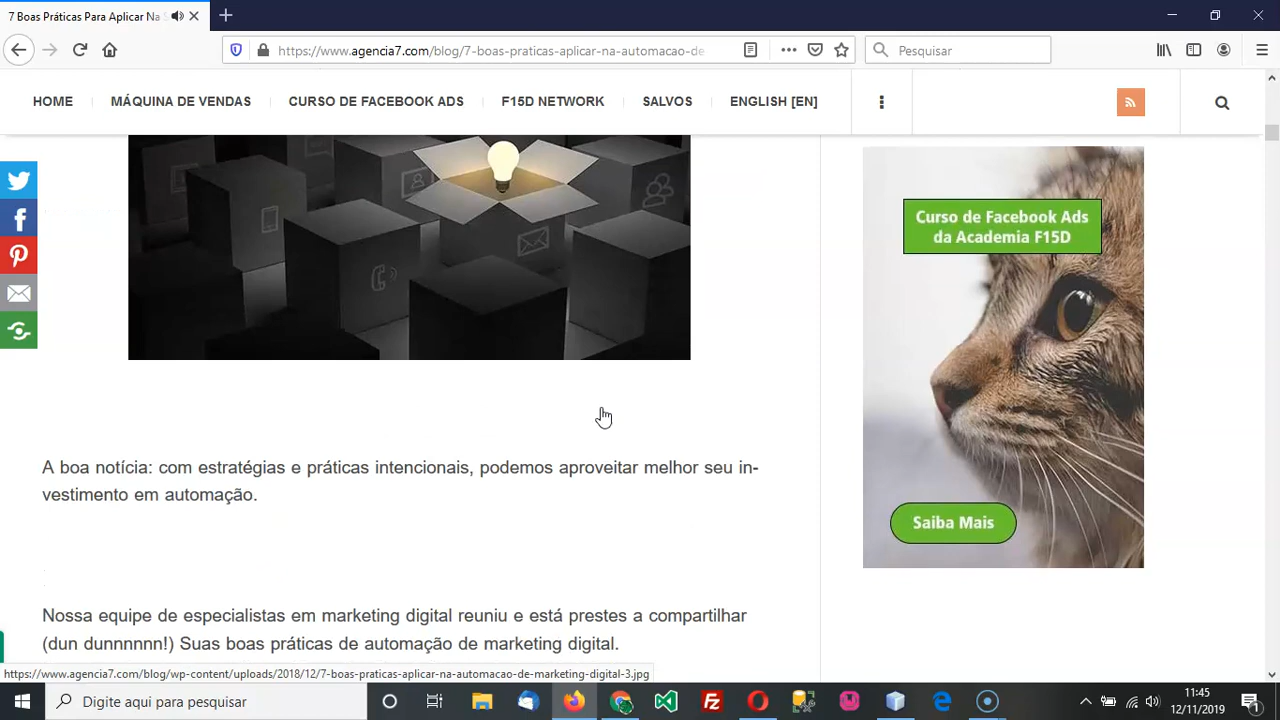 7 Boas Práticas Para Aplicar Na
https://www.agencia7.com/blog/7-boas-praticas-aplicar-na-automacao-de
Pesquisar
HOME
MÁQUINA DE VENDAS
CURSO DE FACEBOOK ADS
F15D NETWORK
SALVOS
ENGLISH [EN]
Curso de Facebook Ads
da Academia F15D
Saiba Mais
A boa notícia: com estratégias e práticas intencionais, podemos aproveitar melhor seu in-
vestimento em automação.
Nossa equipe de especialistas em marketing digital reuniu e está prestes a compartilhar
(dun dunnnnnn!) Suas boas práticas de automação de marketing digital.
https://www.agencia7.com/blog/wp-content/uploads/2018/12/7-boas-praticas-aplicar-na-automacao-de-marketing-digital-3.jpg
Digite aqui para pesquisar
11:45
12/11/2019